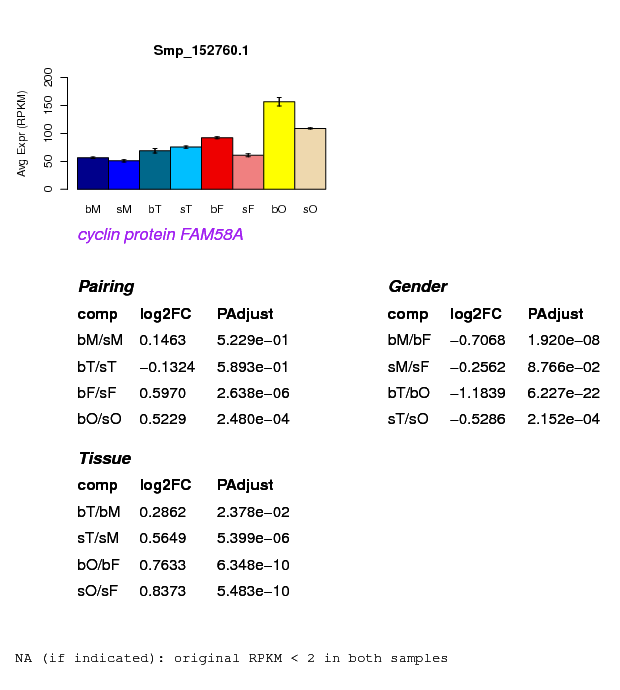 Smp_152760.1
Avg Expr (RPKM)
0 50 100 150 200
bM sM bT sT bF sF bO sO
cyclin protein FAM58A
Pairing
comp log2FC PAdjust
bM/sM 0.1463 5.229e−01
bT/sT −0.1324 5.893e−01
bF/sF 0.5970 2.638e−06
bO/sO 0.5229 2.480e−04
Gender
comp log2FC PAdjust
bM/bF −0.7068 1.920e−08
sM/sF −0.2562 8.766e−02
bT/bO −1.1839 6.227e−22
sT/sO −0.5286 2.152e−04
Tissue
comp log2FC PAdjust
bT/bM 0.2862 2.378e−02
sT/sM 0.5649 5.399e−06
bO/bF 0.7633 6.348e−10
sO/sF 0.8373 5.483e−10
NA (if indicated): original RPKM < 2 in both samples